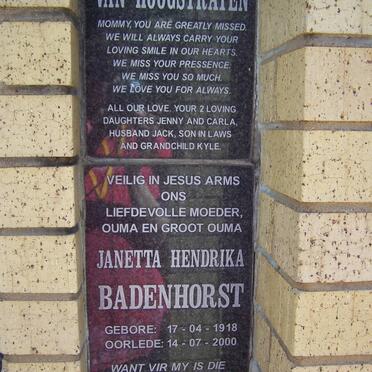 VAN HOOGSTRATEN
MOMMY, YOU ARE GREATLY MISSED.
WE WILL ALWAYS CARRY YOUR
LOVING SMILE IN OUR HEARTS.
WE MISS YOUR PRESSENCE.
WE MISS YOU SO MUCH.
WE LOVE YOU FOR ALWAYS.
ALL OUR LOVE, YOUR 2 LOVING
DAUGHTERS JENNY AND CARLA,
HUSBAND JACK, SON IN LAWS
AND GRANDCHILD KYLE.
VEILIG IN JESUS ARMS
ONS
LIEFDEVOLLE MOEDER,
OUMA EN GROOT OUMA
JANETTA HENDRIKA
BADENHORST
GEBORE: 17 - 04 - 1918
OORLEDE: 14 - 07 - 2000
WANT VIR MY IS DIE